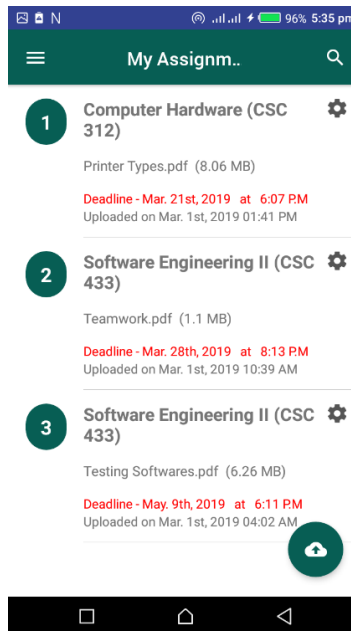 N 96% 5:35 pm
My Assignm..
1
Computer Hardware (CSC
312)
Printer Types.pdf (8.06 MB)
Deadline - Mar. 21st, 2019 at 6:07 P.M
Uploaded on Mar. 1st, 2019 01:41 PM
2
Software Engineering II (CSC
433)
Teamwork.pdf (1.1 MB)
Deadline - Mar. 28th, 2019 at 8:13 P.M
Uploaded on Mar. 1st, 2019 10:39 AM
3
Software Engineering II (CSC
433)
Testing Softwares.pdf (6.26 MB)
Deadline - May. 9th, 2019 at 6:11 P.M
Uploaded on Mar. 1st, 2019 04:02 AM